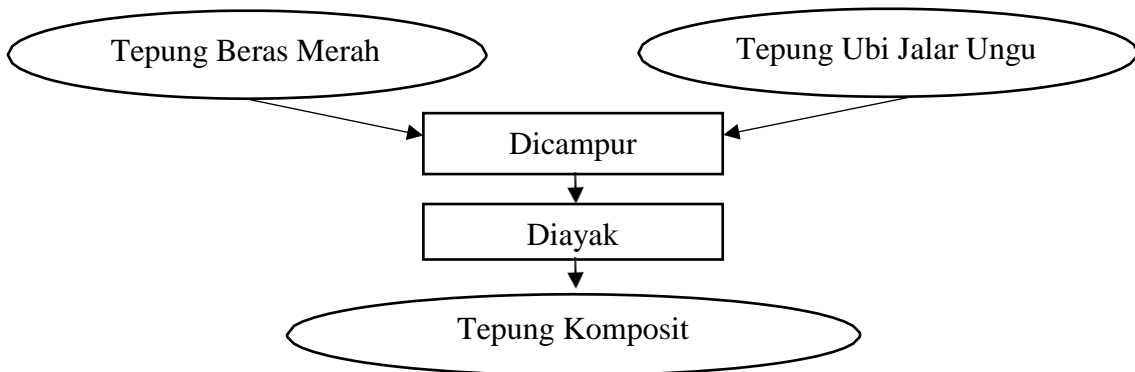 Tepung Beras Merah
Tepung Ubi Jalar Ungu
Dicampur
Diayak
Tepung Komposit